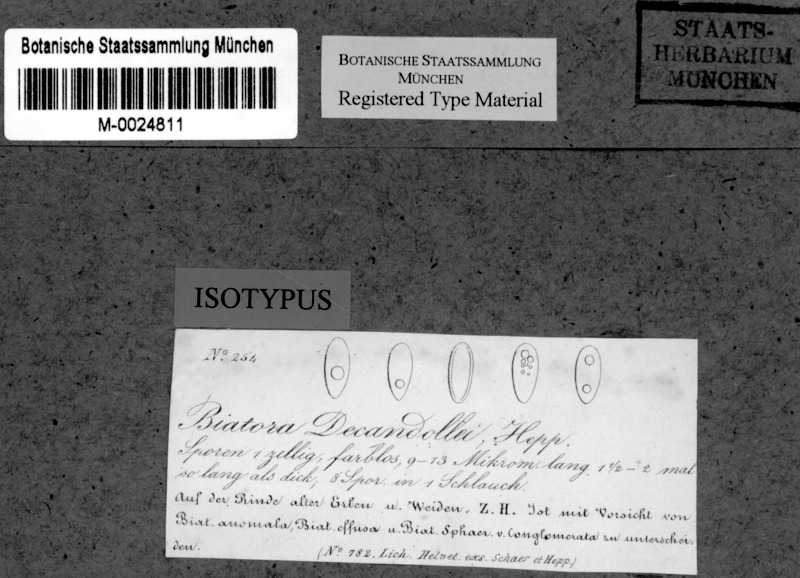 Botanische Staatssammlung München
M-0024811
BOTANISCHE STAATSSAMMLUNG
MÜNCHEN
Registered Type Material
STAATS-
HERBARIUM
MÜNCHEN
ISOTYPUS
No. 254
Biatora Decandollei, Hepp.
Sporen 1 zellig, farblos, 9-13 Mikrom. lang 1 1/2 - 2 mal
so lang als dick, 8 Spor. in 1 Schlauch.
Auf der Rinde alter Erlen u. Weiden. Z. H. Ist mit Vorsicht von
Biat. anomala, Biat. effusa u. Biat. Sphaer. v. Conglomerata zu unterschei-
den.
(No. 782. Lich. Helvet. exs. Schaer et Hepp.)